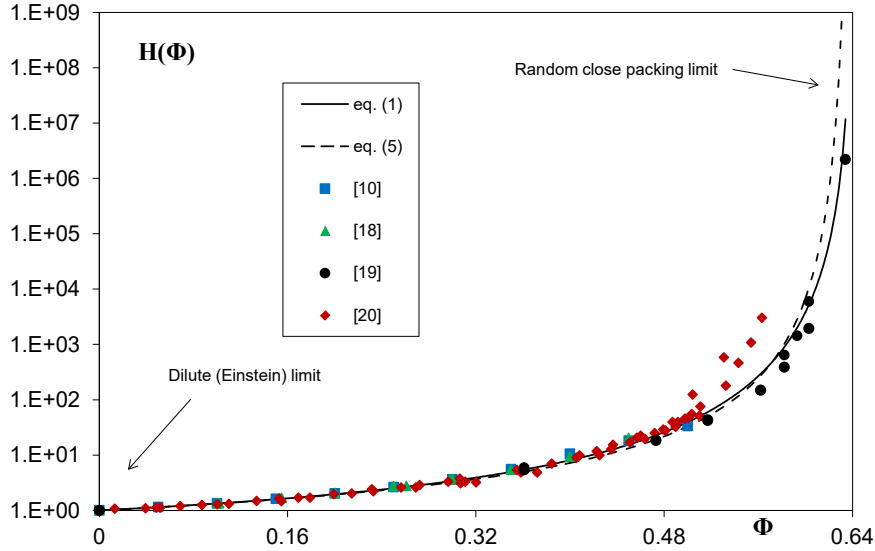 1.E+09
H(Φ)
1.E+08
Random close packing limit
1.E+07
eq. (1)
eq. (5)
1.E+06
[10]
1.E+05
[18]
1.E+04
[19]
[20]
1.E+03
Dilute (Einstein) limit
1.E+02
1.E+01
1.E+00
Φ
0.16
0.32
0.48
0.64